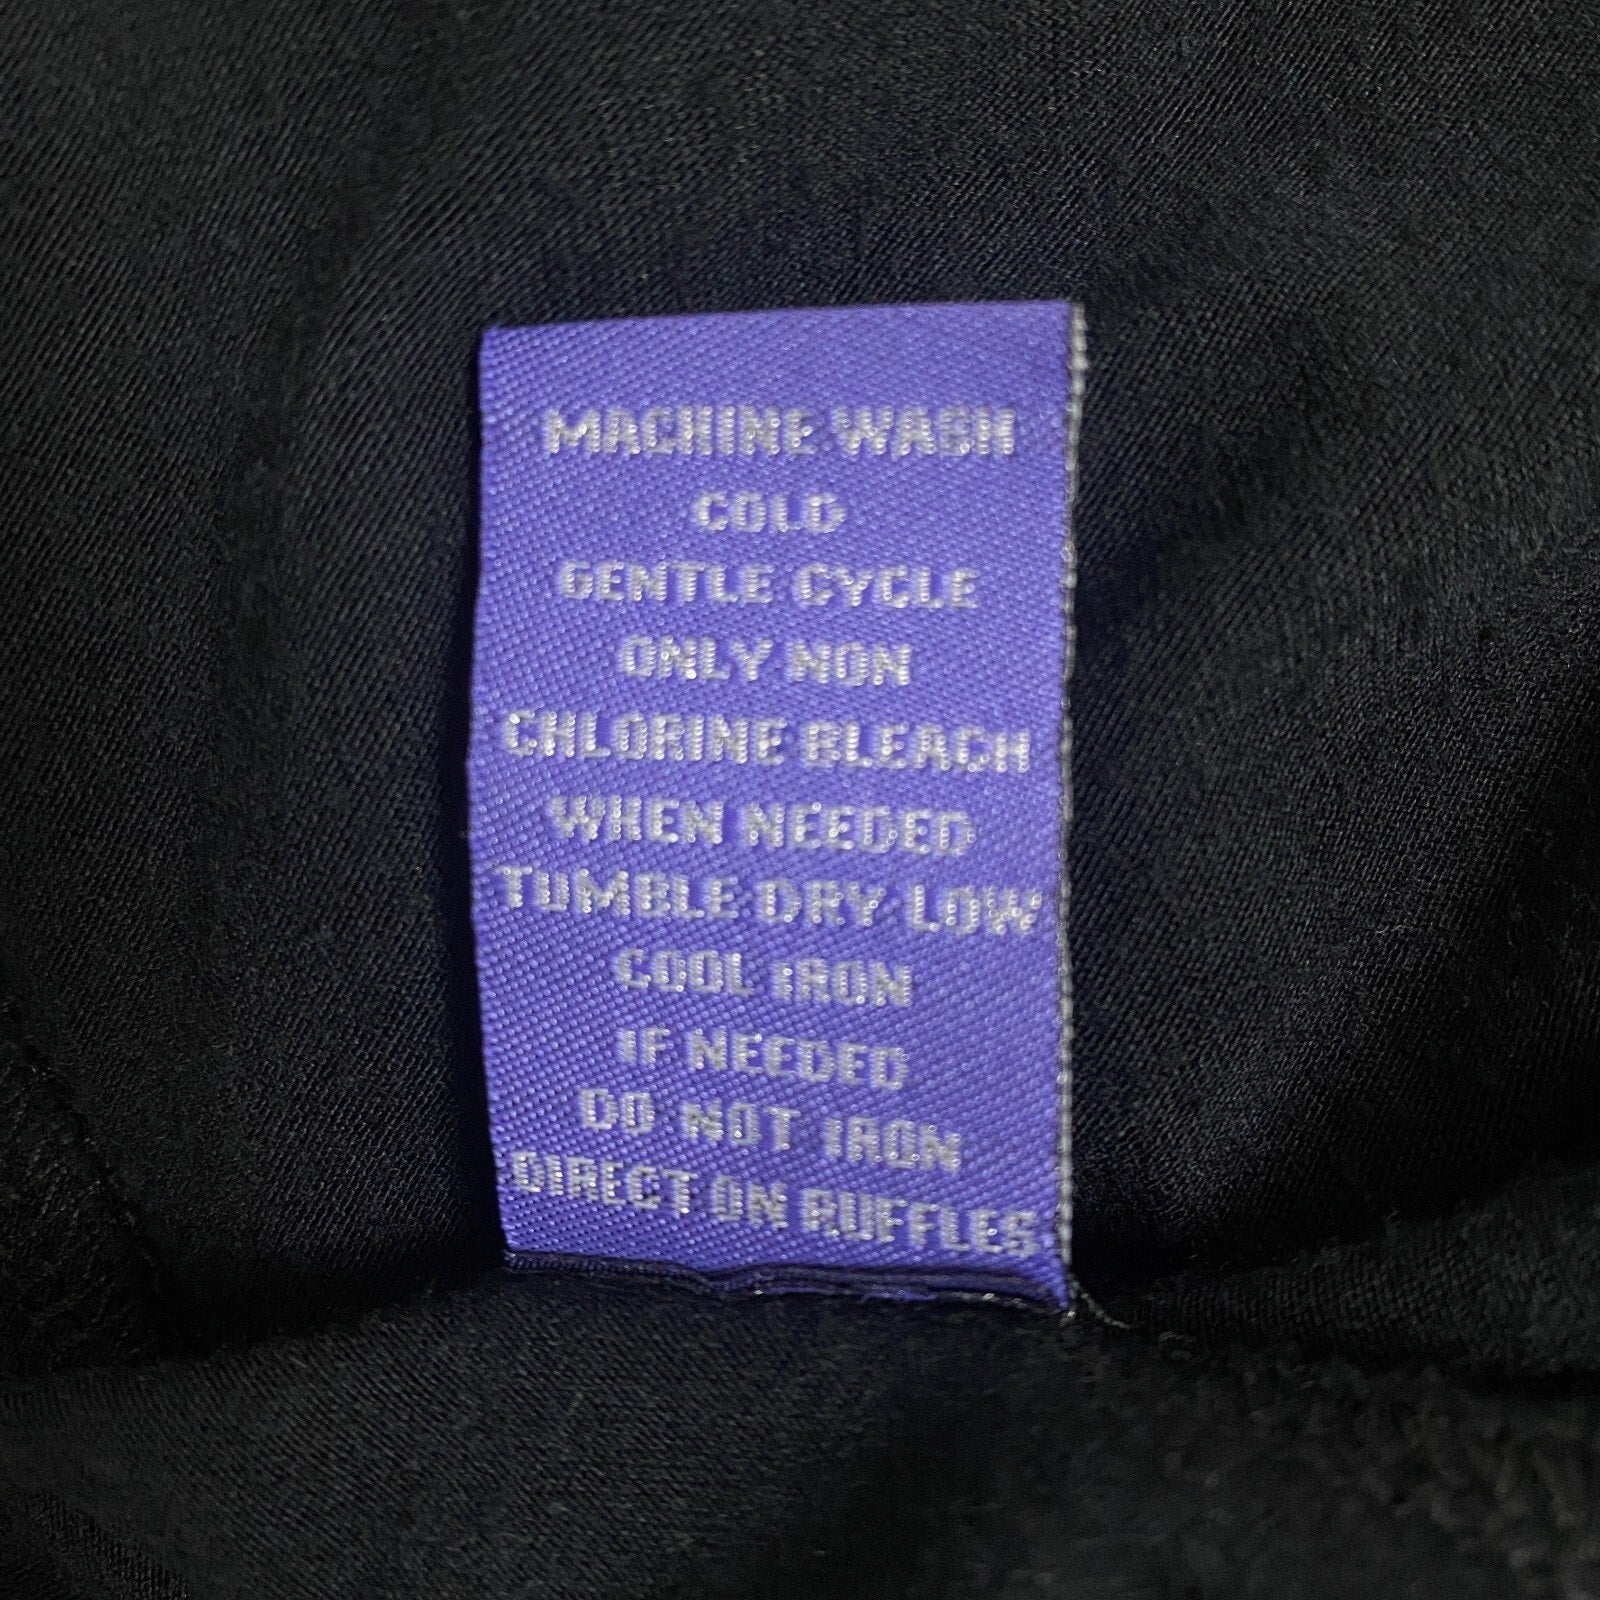 MACHINE WASH
COLD
GENTLE CYCLE
ONLY NON
CHLORINE BLEACH
WHEN NEEDED
TUMBLE DRY LOW
COOL IRON
IF NEEDED
DO NOT IRON
DIRECT ON RUFFLES